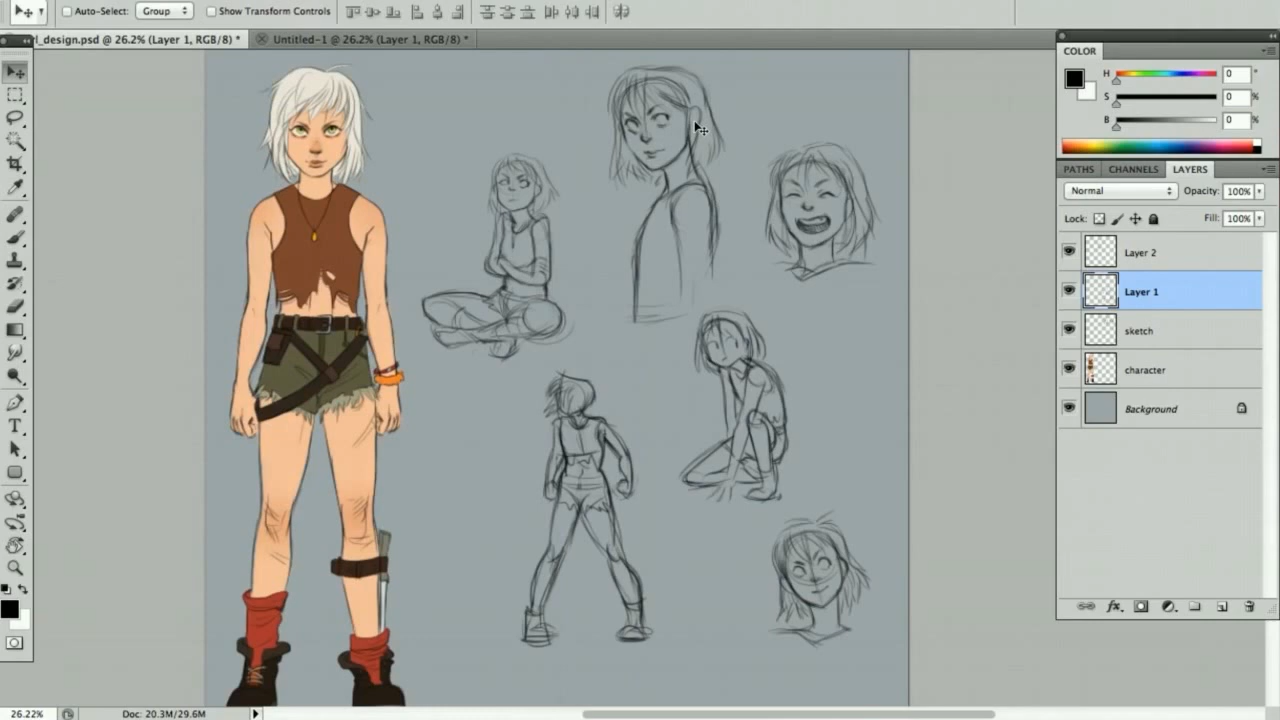 Auto-Select: Group Show Transform Controls
rl_design.psd @ 26.2% (Layer 1, RGB/8) * Untitled-1 @ 26.2% (Layer 1, RGB/8) *
COLOR
H 0 °
S 0 %
B 0 %
PATHS CHANNELS LAYERS
Normal Opacity: 100%
Lock: Fill: 100%
Layer 2
Layer 1
sketch
character
Background
fx
T
26.22% Doc: 20.3M/29.6M